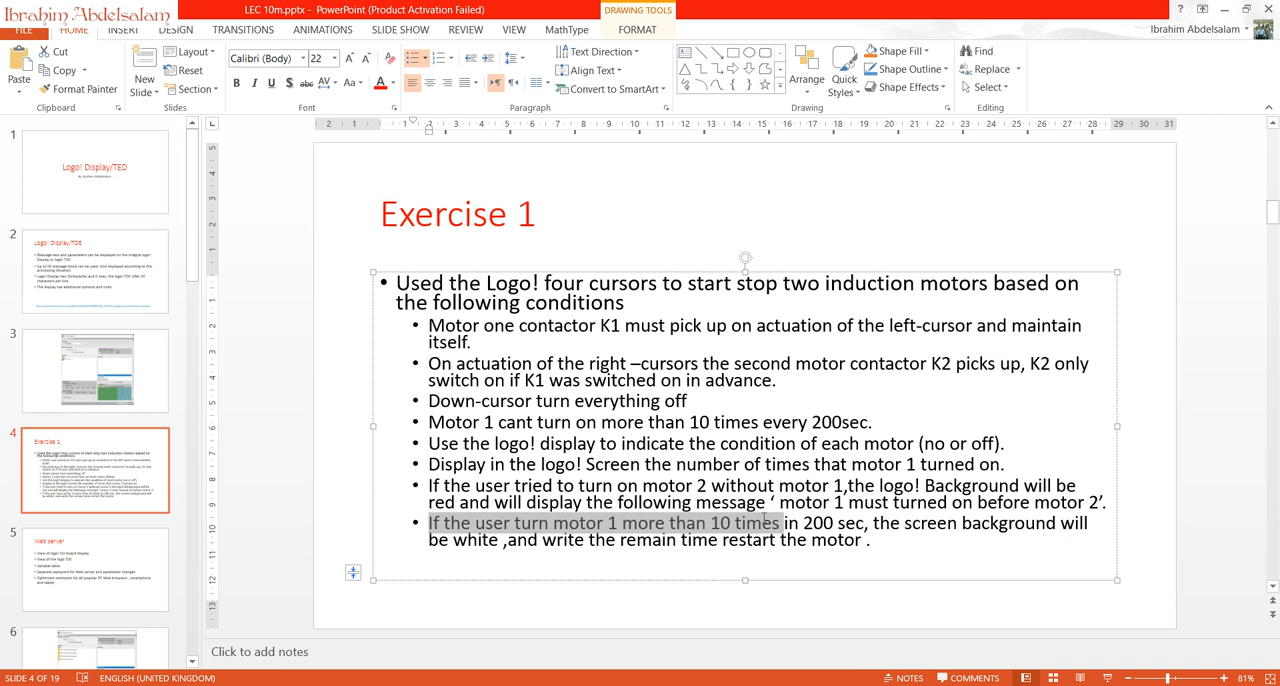 Ibrahim Abdelsalam
LEC 10m.pptx - PowerPoint (Product Activation Failed)
DRAWING TOOLS
FILE HOME INSERT DESIGN TRANSITIONS ANIMATIONS SLIDE SHOW REVIEW VIEW MathType FORMAT
Ibrahim Abdelsalam
Cut
Copy
Format Painter
Paste
Clipboard
New
Slide
Layout
Reset
Section
Slides
Calibri (Body) 22
B I U S abc AV Aa A
Font
Text Direction
Align Text
Convert to SmartArt
Paragraph
Arrange
Quick
Styles
Shape Fill
Shape Outline
Shape Effects
Drawing
Find
Replace
Select
Editing
1
Logo! Display/TED
2
Logo! Display/TDE
3
4
Exercise 1
5
Web server
6
Exercise 1
• Used the Logo! four cursors to start stop two induction motors based on
the following conditions
• Motor one contactor K1 must pick up on actuation of the left-cursor and maintain
itself.
• On actuation of the right –cursors the second motor contactor K2 picks up, K2 only
switch on if K1 was switched on in advance.
• Down-cursor turn everything off
• Motor 1 cant turn on more than 10 times every 200sec.
• Use the logo! display to indicate the condition of each motor (no or off).
• Display in the logo! Screen the number of times that motor 1 turned on.
• If the user tried to turn on motor 2 without motor 1,the logo! Background will be
red and will display the following message ‘ motor 1 must turned on before motor 2’.
• If the user turn motor 1 more than 10 times in 200 sec, the screen background will
be white ,and write the remain time restart the motor .
Click to add notes
SLIDE 4 OF 19 ENGLISH (UNITED KINGDOM) NOTES COMMENTS 81%